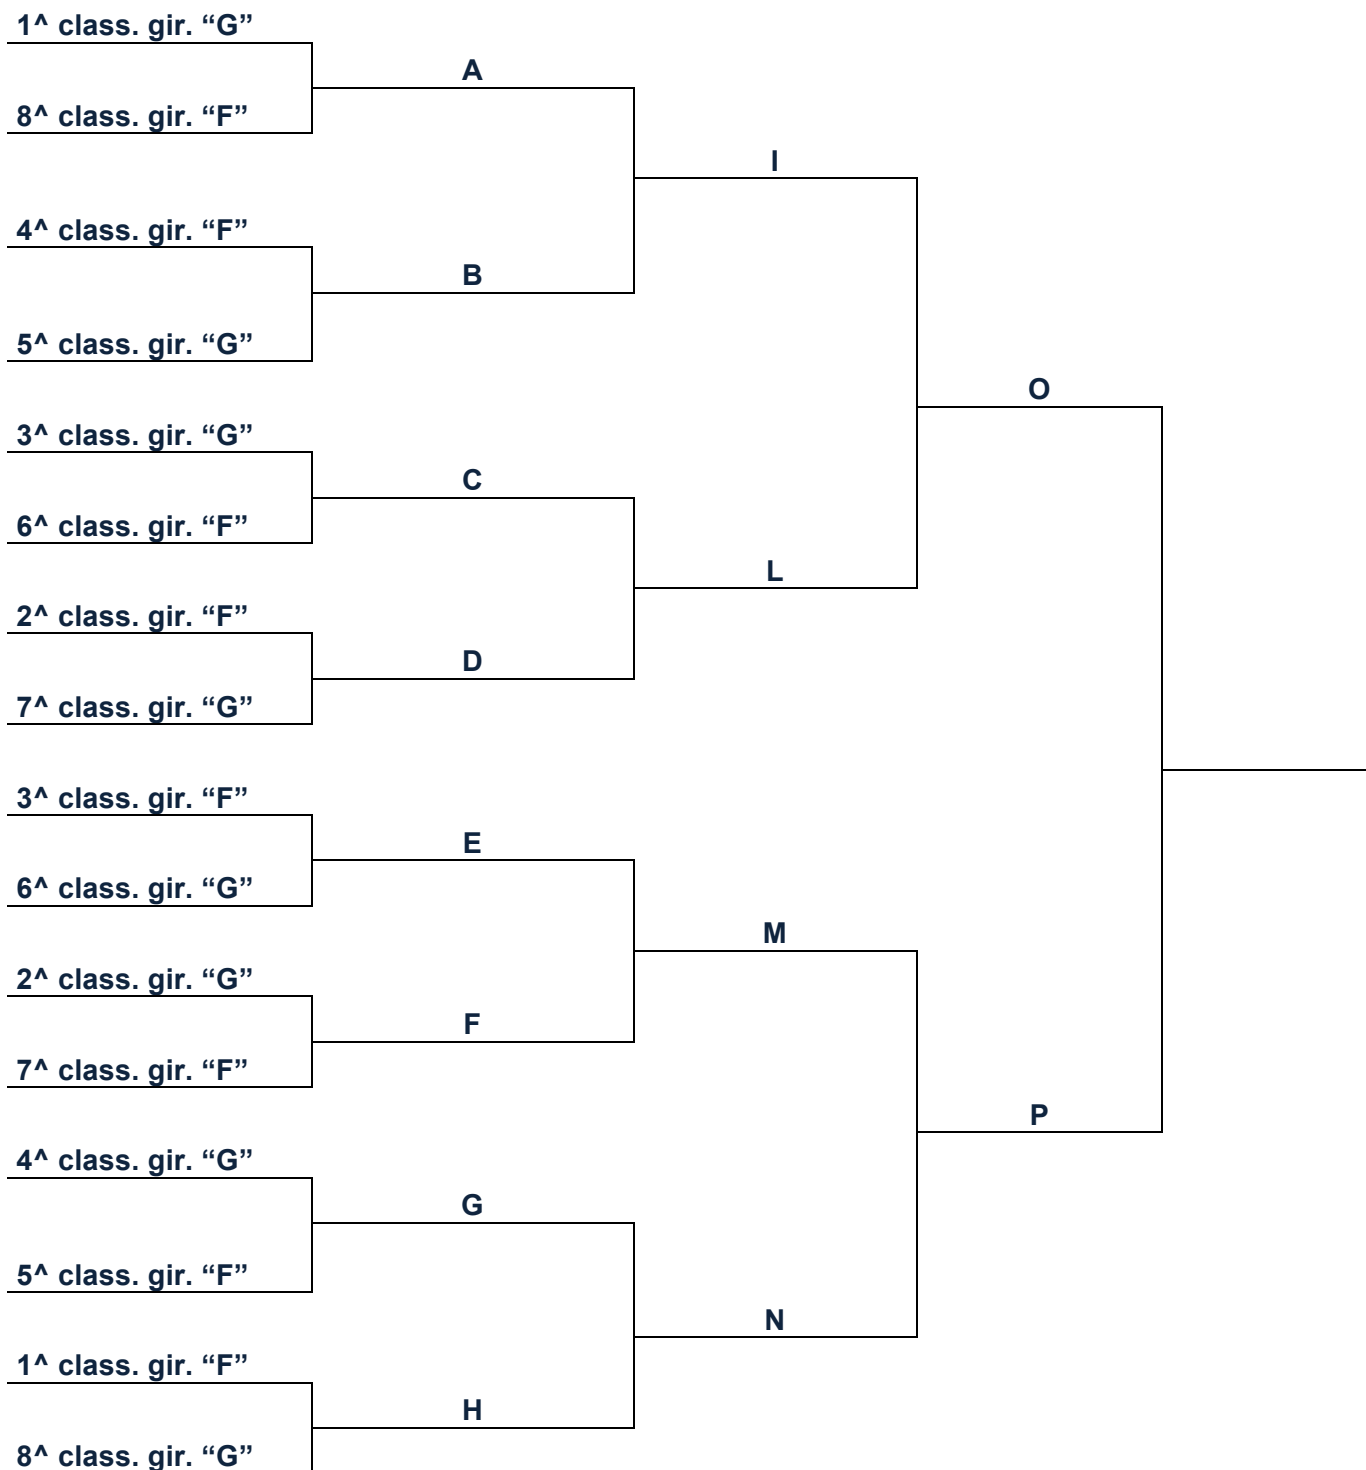 1^ class. gir. “G”
A
8^ class. gir. “F”
I
4^ class. gir. “F”
B
5^ class. gir. “G”
O
3^ class. gir. “G”
C
6^ class. gir. “F”
L
2^ class. gir. “F”
D
7^ class. gir. “G”
3^ class. gir. “F”
E
6^ class. gir. “G”
M
2^ class. gir. “G”
F
7^ class. gir. “F”
P
4^ class. gir. “G”
G
5^ class. gir. “F”
N
1^ class. gir. “F”
H
8^ class. gir. “G”